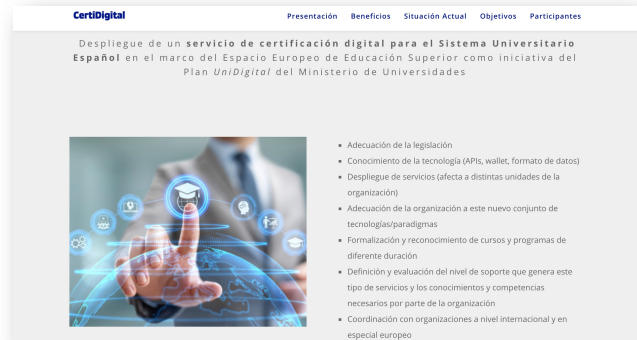 CertiDigital
Presentación Beneficios Situación Actual Objetivos Participantes
Despliegue de un servicio de certificación digital para el Sistema Universitario
Español en el marco del Espacio Europeo de Educación Superior como iniciativa del
Plan UniDigital del Ministerio de Universidades
Adecuación de la legislación
Conocimiento de la tecnología (APIs, wallet, formato de datos)
Despliegue de servicios (afecta a distintas unidades de la
organización)
Adecuación de la organización a este nuevo conjunto de
tecnologías/paradigmas
Formalización y reconocimiento de cursos y programas de
diferente duración
Definición y evaluación del nivel de soporte que genera este
tipo de servicios y los conocimientos y competencias
necesarios por parte de la organización
Coordinación con organizaciones a nivel internacional y en
especial europeo